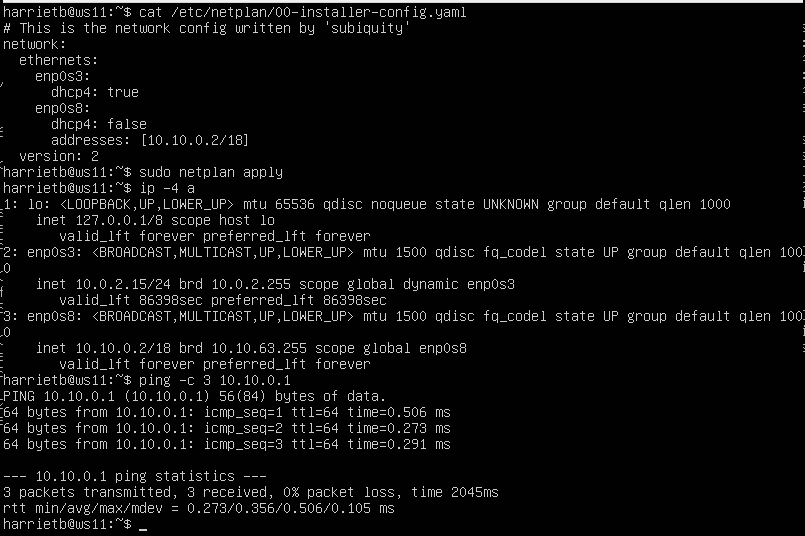 harrietb@ws11:~$ cat /etc/netplan/00-installer-config.yaml
# This is the network config written by 'subiquity'
network:
  ethernets:
    enp0s3:
      dhcp4: true
    enp0s8:
      dhcp4: false
      addresses: [10.10.0.2/18]
  version: 2
harrietb@ws11:~$ sudo netplan apply
harrietb@ws11:~$ ip -4 a
1: lo: <LOOPBACK,UP,LOWER_UP> mtu 65536 qdisc noqueue state UNKNOWN group default qlen 1000
    inet 127.0.0.1/8 scope host lo
       valid_lft forever preferred_lft forever
2: enp0s3: <BROADCAST,MULTICAST,UP,LOWER_UP> mtu 1500 qdisc fq_codel state UP group default qlen 100
0
    inet 10.0.2.15/24 brd 10.0.2.255 scope global dynamic enp0s3
       valid_lft 86398sec preferred_lft 86398sec
3: enp0s8: <BROADCAST,MULTICAST,UP,LOWER_UP> mtu 1500 qdisc fq_codel state UP group default qlen 100
0
    inet 10.10.0.2/18 brd 10.10.63.255 scope global enp0s8
       valid_lft forever preferred_lft forever
harrietb@ws11:~$ ping -c 3 10.10.0.1
PING 10.10.0.1 (10.10.0.1) 56(84) bytes of data.
64 bytes from 10.10.0.1: icmp_seq=1 ttl=64 time=0.506 ms
64 bytes from 10.10.0.1: icmp_seq=2 ttl=64 time=0.273 ms
64 bytes from 10.10.0.1: icmp_seq=3 ttl=64 time=0.291 ms

--- 10.10.0.1 ping statistics ---
3 packets transmitted, 3 received, 0% packet loss, time 2045ms
rtt min/avg/max/mdev = 0.273/0.356/0.506/0.105 ms
harrietb@ws11:~$ _